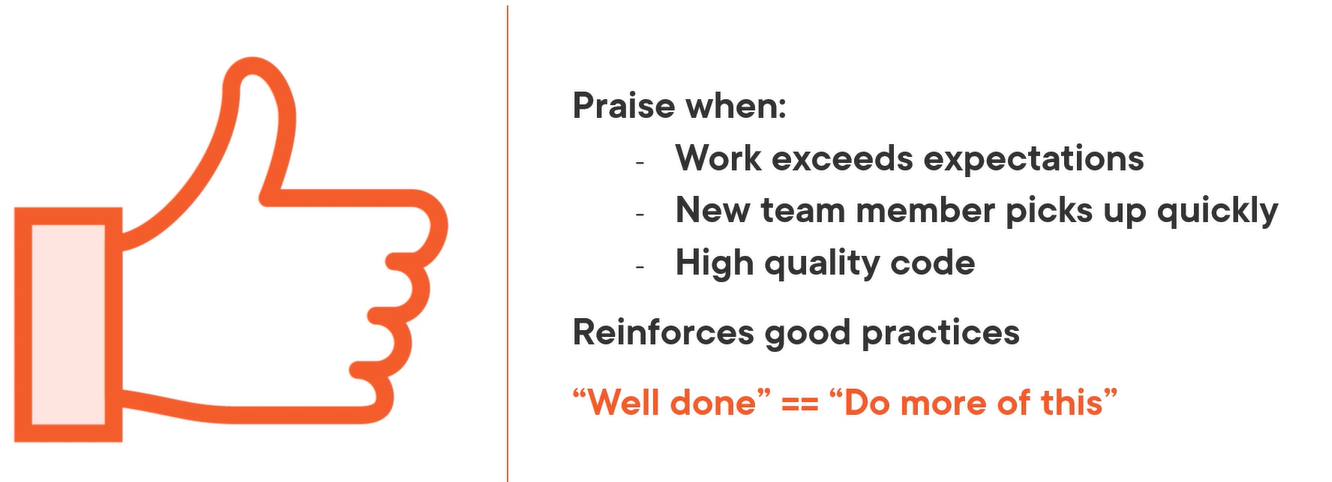 Praise when:
- Work exceeds expectations
- New team member picks up quickly
- High quality code
Reinforces good practices
“Well done” == “Do more of this”